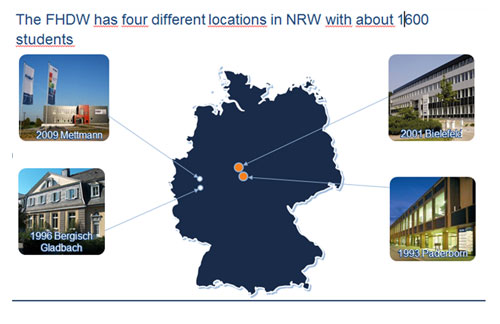 The FHDW has four different locations in NRW with about 1600
students
2009 Mettmann
2001 Bielefeld
1996 Bergisch
Gladbach
1993 Paderborn